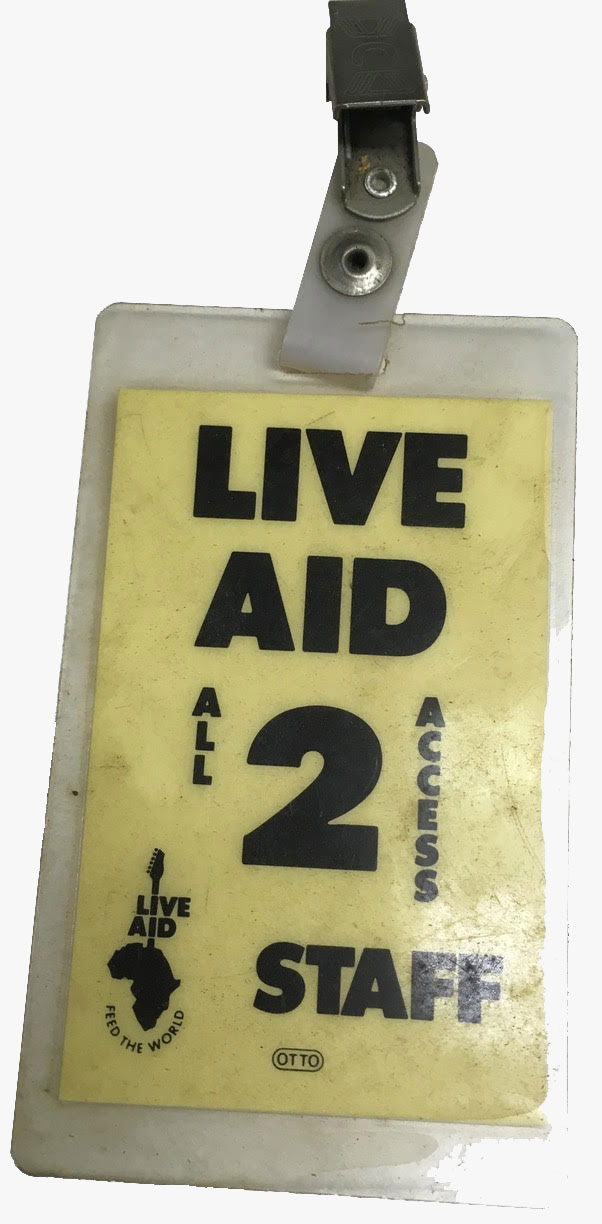 LIVE
AID
ALL
2
ACCESS
LIVE
AID
FEED THE WORLD
STAFF
OTTO